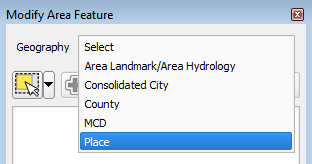 Modify Area Feature
Geography
Select
Area Landmark/Area Hydrology
Consolidated City
County
MCD
Place